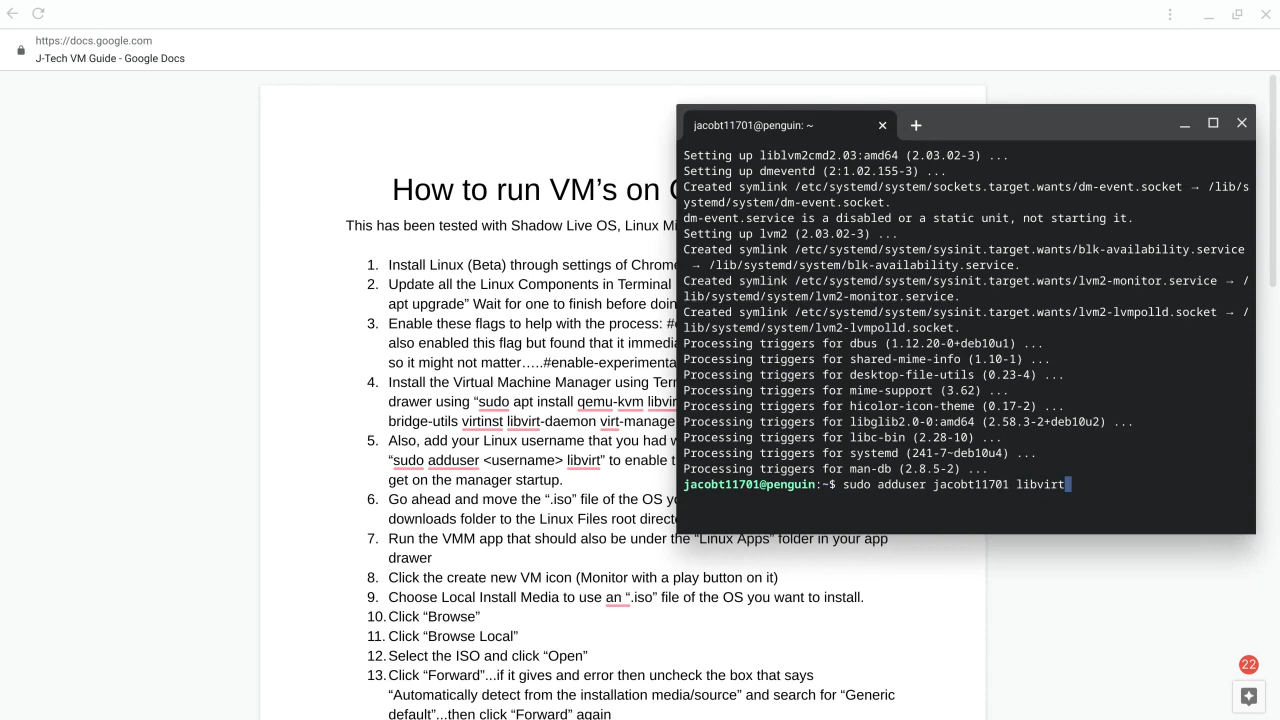 https://docs.google.com
J-Tech VM Guide - Google Docs
How to run VM’s on
This has been tested with Shadow Live OS, Linux Mi
1. Install Linux (Beta) through settings of Chrome
2. Update all the Linux Components in Terminal
apt upgrade” Wait for one to finish before doin
3. Enable these flags to help with the process: #e
also enabled this flag but found that it immedia
so it might not matter…..#enable-experimenta
4. Install the Virtual Machine Manager using Terr
drawer using “sudo apt install qemu-kvm libvir
bridge-utils virtinst libvirt-daemon virt-manage
5. Also, add your Linux username that you had w
“sudo adduser <username> libvirt” to enable t
get on the manager startup.
6. Go ahead and move the “.iso” file of the OS yo
downloads folder to the Linux Files root directo
7. Run the VMM app that should also be under the “Linux Apps” folder in your app
drawer
8. Click the create new VM icon (Monitor with a play button on it)
9. Choose Local Install Media to use an “.iso” file of the OS you want to install.
10. Click “Browse”
11. Click “Browse Local”
12. Select the ISO and click “Open”
13. Click “Forward”...if it gives and error then uncheck the box that says
“Automatically detect from the installation media/source” and search for “Generic
default”...then click “Forward” again
jacobt11701@penguin: ~
Setting up liblvm2cmd2.03:amd64 (2.03.02-3) ...
Setting up dmeventd (2:1.02.155-3) ...
Created symlink /etc/systemd/system/sockets.target.wants/dm-event.socket → /lib/s
ystemd/system/dm-event.socket.
dm-event.service is a disabled or a static unit, not starting it.
Setting up lvm2 (2.03.02-3) ...
Created symlink /etc/systemd/system/sysinit.target.wants/blk-availability.service
→ /lib/systemd/system/blk-availability.service.
Created symlink /etc/systemd/system/sysinit.target.wants/lvm2-monitor.service → /
lib/systemd/system/lvm2-monitor.service.
Created symlink /etc/systemd/system/sysinit.target.wants/lvm2-lvmpolld.socket → /
lib/systemd/system/lvm2-lvmpolld.socket.
Processing triggers for dbus (1.12.20-0+deb10u1) ...
Processing triggers for shared-mime-info (1.10-1) ...
Processing triggers for desktop-file-utils (0.23-4) ...
Processing triggers for mime-support (3.62) ...
Processing triggers for hicolor-icon-theme (0.17-2) ...
Processing triggers for libglib2.0-0:amd64 (2.58.3-2+deb10u2) ...
Processing triggers for libc-bin (2.28-10) ...
Processing triggers for systemd (241-7~deb10u4) ...
Processing triggers for man-db (2.8.5-2) ...
jacobt11701@penguin:~$ sudo adduser jacobt11701 libvirt
22